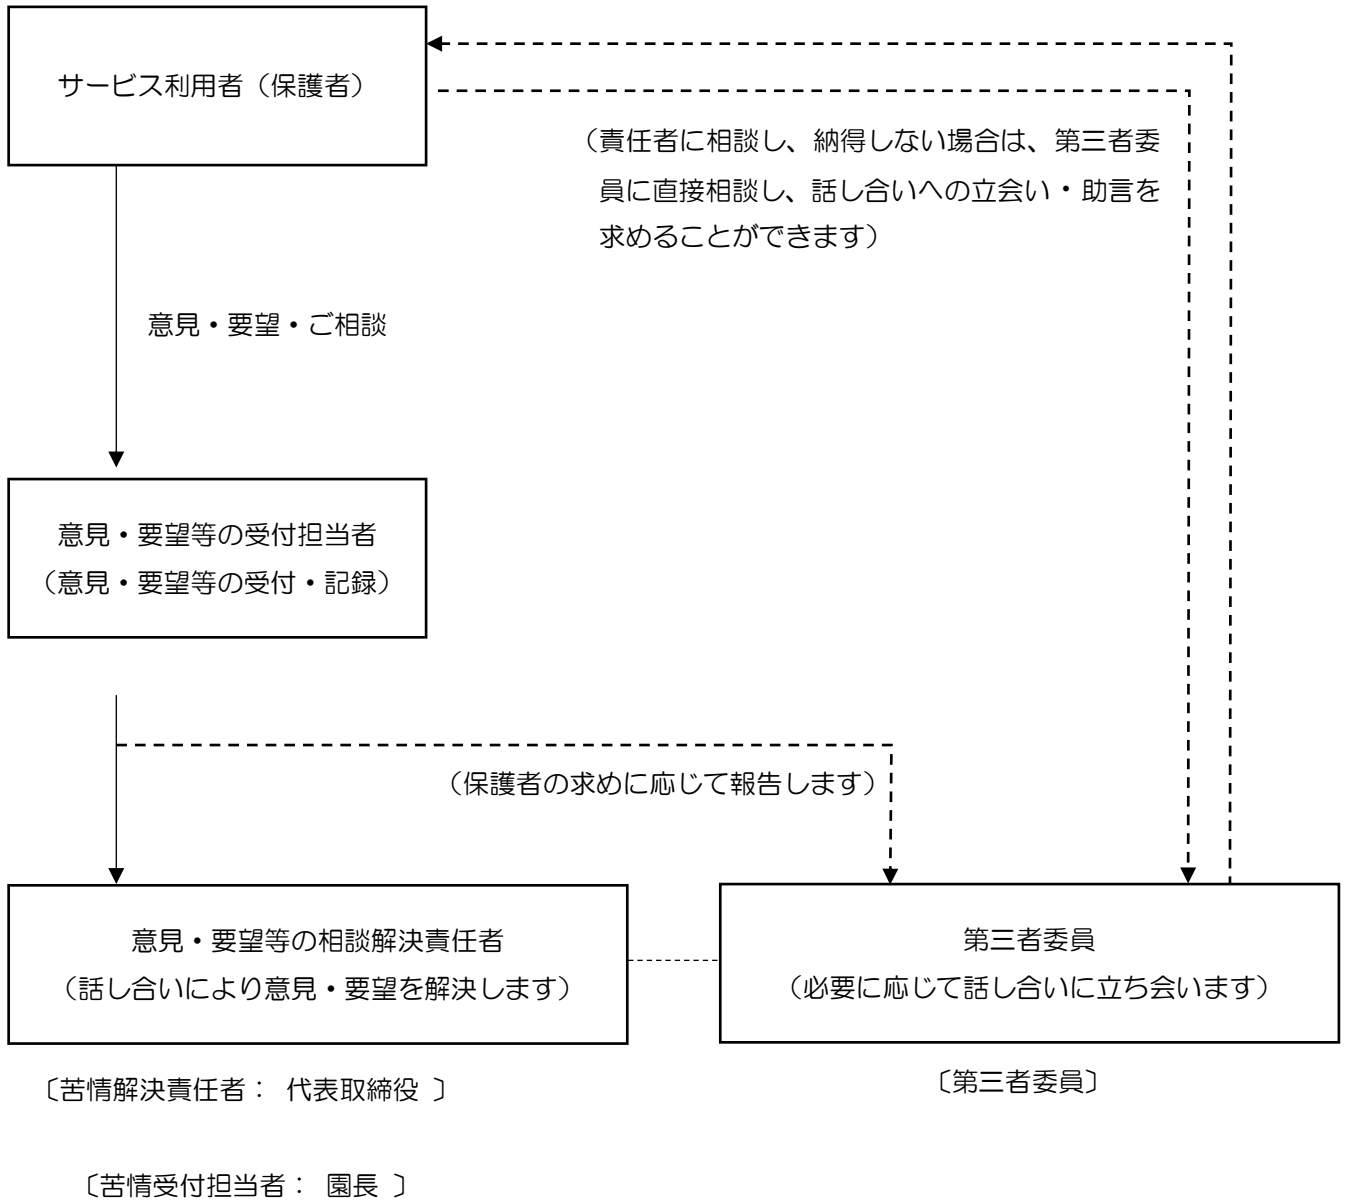 サービス利用者（保護者）
（責任者に相談し、納得しない場合は、第三者委
員に直接相談し、話し合いへの立会い・助言を
求めることができます）
意見・要望・ご相談
意見・要望等の受付担当者
（意見・要望等の受付・記録）
（保護者の求めに応じて報告します）
意見・要望等の相談解決責任者
（話し合いにより意見・要望を解決します）
第三者委員
（必要に応じて話し合いに立ち会います）
〔苦情解決責任者： 代表取締役 〕
〔第三者委員〕
〔苦情受付担当者： 園長 〕